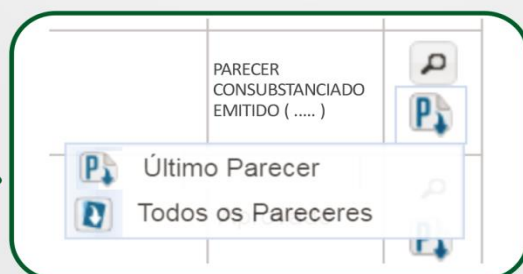 PARECER
CONSUBSTANCIADO
EMITIDO ( ..... )
P
P Último Parecer
Todos os Pareceres
P